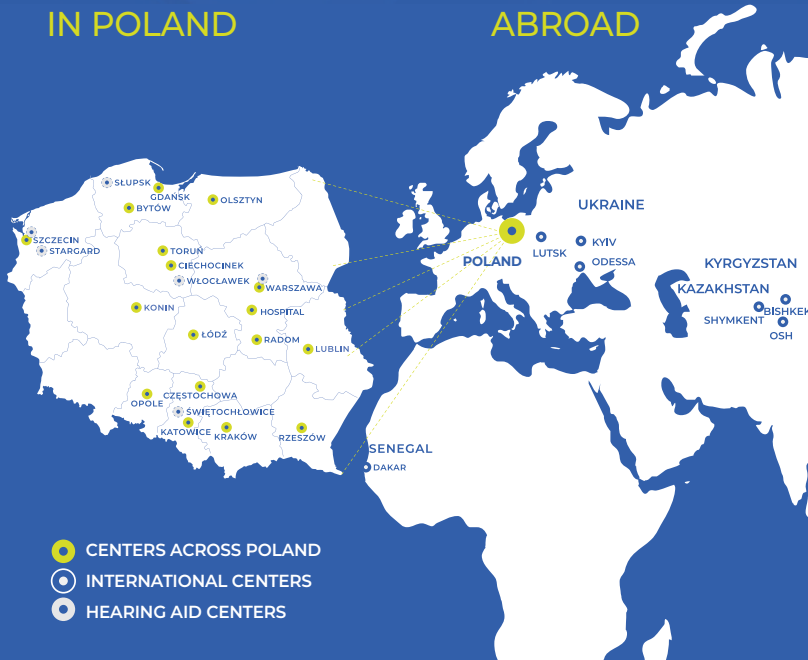 IN POLAND
ABROAD
SŁUPSK
GDAŃSK
BYTÓW
OLSZTYN
SZCZECIN
STARGARD
TORUŃ
CIECHOCINEK
WŁOCŁAWEK
WARSZAWA
KONIN
HOSPITAL
ŁÓDŹ
RADOM
LUBLIN
CZĘSTOCHOWA
OPOLE
ŚWIĘTOCHŁOWICE
KATOWICE
KRAKÓW
RZESZÓW
UKRAINE
KYIV
LUTSK
ODESSA
POLAND
KYRGYZSTAN
KAZAKHSTAN
BISHKEK
SHYMKENT
OSH
SENEGAL
DAKAR
CENTERS ACROSS POLAND
INTERNATIONAL CENTERS
HEARING AID CENTERS